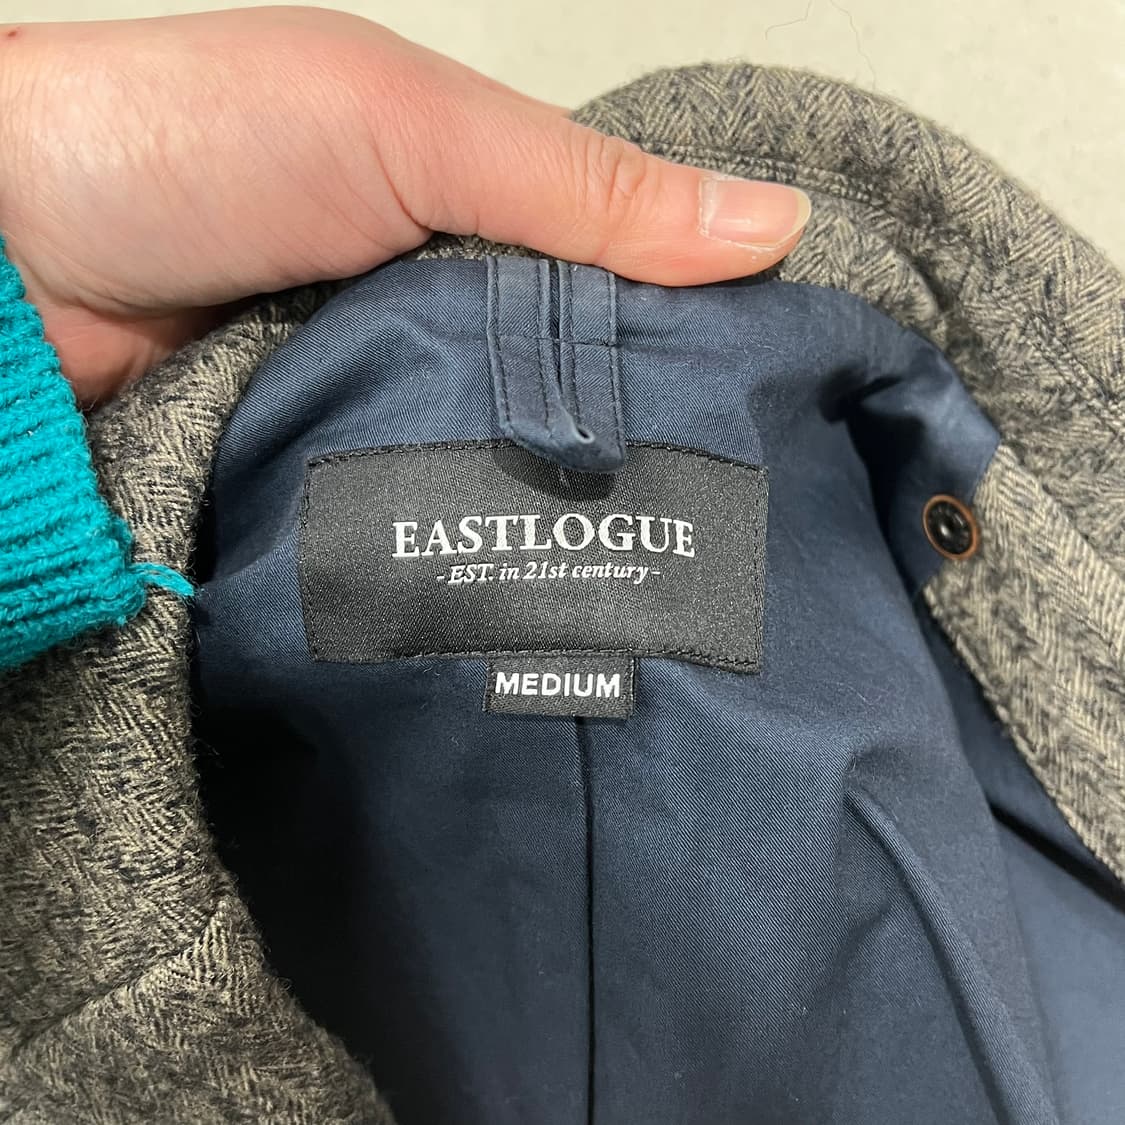 EASTLOGUE
-EST. in 21st century-
MEDIUM